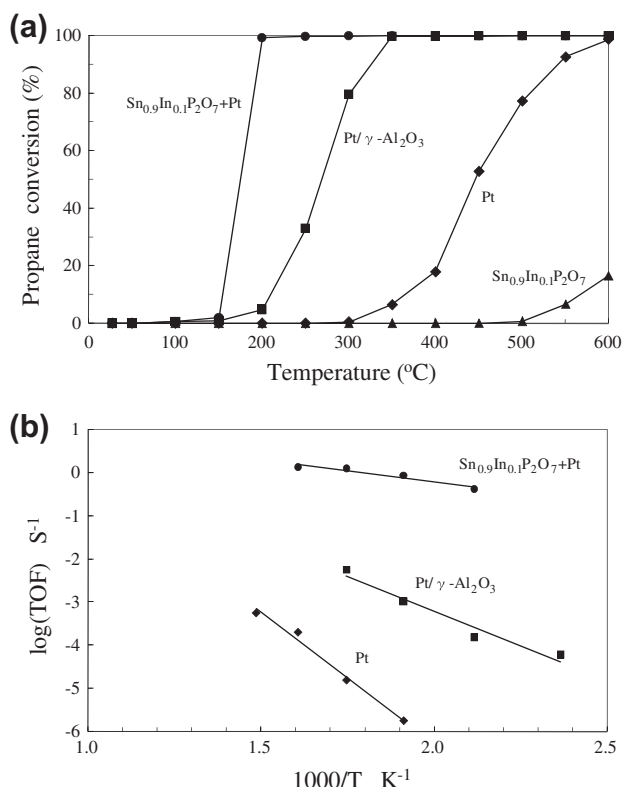 (a)
100
80
60
40
20
0
Propane conversion (%)
Sn0.9In0.1P2O7+Pt
Pt/ γ -Al2O3
Pt
Sn0.9In0.1P2O7
0 100 200 300 400 500 600
Temperature (oC)
(b)
1
0
-1
-2
-3
-4
-5
-6
log(TOF) S-1
Sn0.9In0.1P2O7+Pt
Pt/ γ -Al2O3
Pt
1.0 1.5 2.0 2.5
1000/T K-1